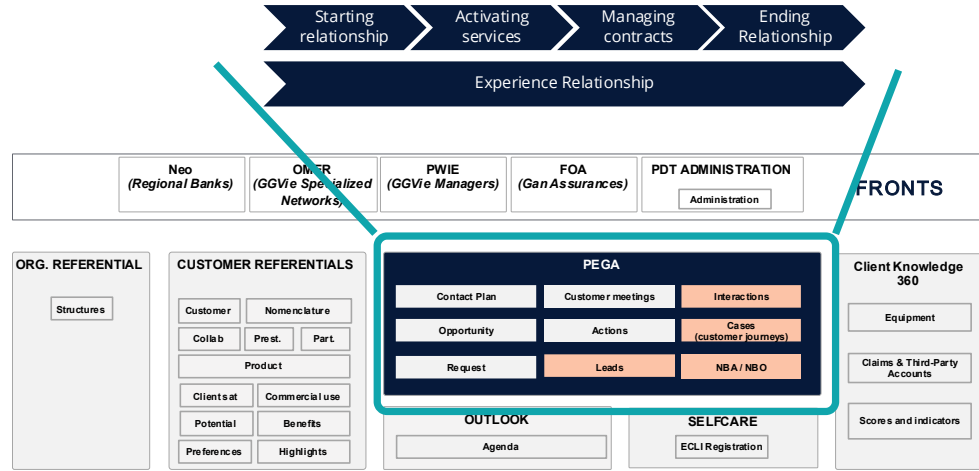 Starting relationship
Activating services
Managing contracts
Ending Relationship
Experience Relationship
Neo
(Regional Banks)
OMER
(GGVie Specialized
Networks)
PWIE
(GGVie Managers)
FOA
(Gan Assurances)
PDT ADMINISTRATION
Administration
FRONTS
ORG. REFERENTIAL
Structures
CUSTOMER REFERENTIALS
Customer
Nomenclature
Collab
Prest.
Part.
Product
Client sat
Commercial use
Potential
Benefits
Preferences
Highlights
PEGA
Contact Plan
Customer meetings
Interactions
Opportunity
Actions
Cases
(customer journeys)
Request
Leads
NBA / NBO
OUTLOOK
Agenda
SELFCARE
ECLI Registration
Client Knowledge
360
Equipment
Claims & Third-Party
Accounts
Scores and indicators